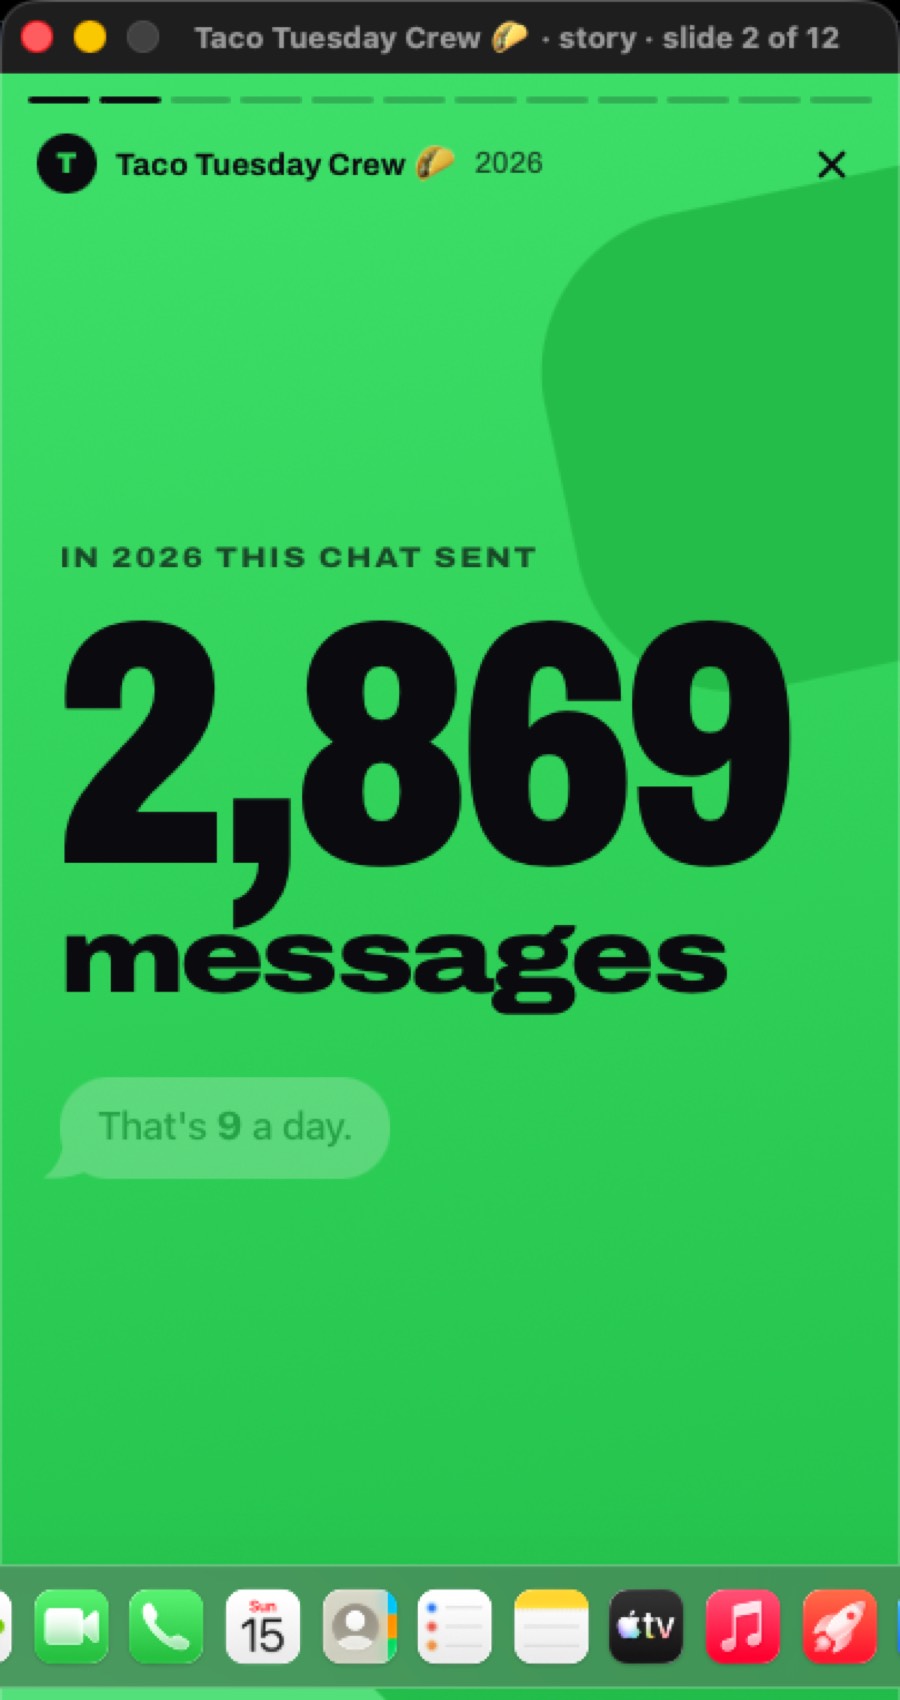 Taco Tuesday Crew 🌮 · story · slide 2 of 12
T Taco Tuesday Crew 🌮 2026 ×
IN 2026 THIS CHAT SENT
2,869
messages
That's 9 a day.
Sun
15
tv